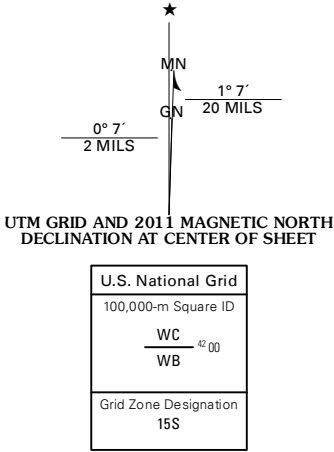 ★
MN
1° 7´
20 MILS
GN
0° 7´
2 MILS
UTM GRID AND 2011 MAGNETIC NORTH
DECLINATION AT CENTER OF SHEET
U.S. National Grid
100,000-m Square ID
WC
42 00
WB
Grid Zone Designation
15S